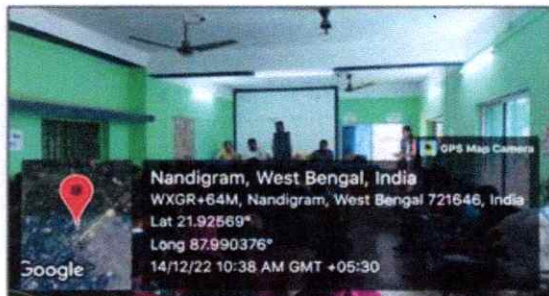 GPS Map Camera
Nandigram, West Bengal, India
WXGR+64M, Nandigram, West Bengal 721646, India
Lat 21.92569°
Long 87.990376°
14/12/22 10:38 AM GMT +05:30
Google